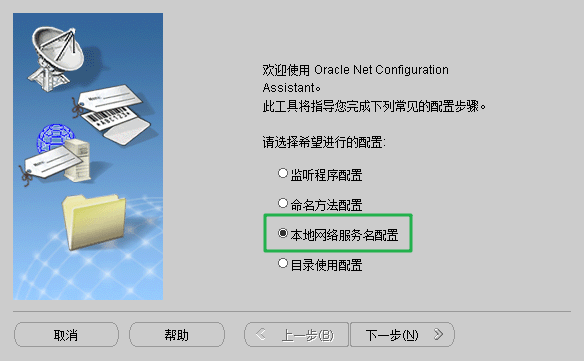 欢迎使用 Oracle Net Configuration
Assistant。
此工具将指导您完成下列常见的配置步骤。
请选择希望进行的配置:
监听程序配置
命名方法配置
本地网络服务名配置
目录使用配置
取消 帮助 上一步(B) 下一步(N)